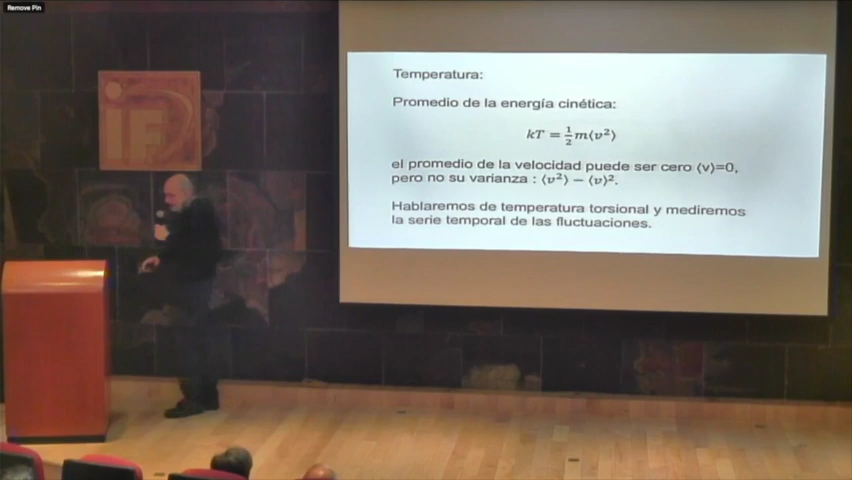 Remove Pin
IF
Temperatura:
Promedio de la energía cinética:
kT = ½ m⟨v²⟩
el promedio de la velocidad puede ser cero ⟨v⟩=0,
pero no su varianza : ⟨v²⟩ − ⟨v⟩².
Hablaremos de temperatura torsional y mediremos
la serie temporal de las fluctuaciones.